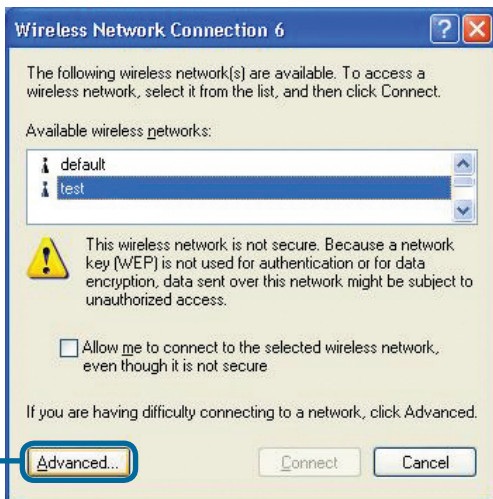 Wireless Network Connection 6
The following wireless network(s) are available. To access a
wireless network, select it from the list, and then click Connect.
Available wireless networks:
default
test
This wireless network is not secure. Because a network
key (WEP) is not used for authentication or for data
encryption, data sent over this network might be subject to
unauthorized access.
Allow me to connect to the selected wireless network,
even though it is not secure
If you are having difficulty connecting to a network, click Advanced.
Advanced... Connect Cancel